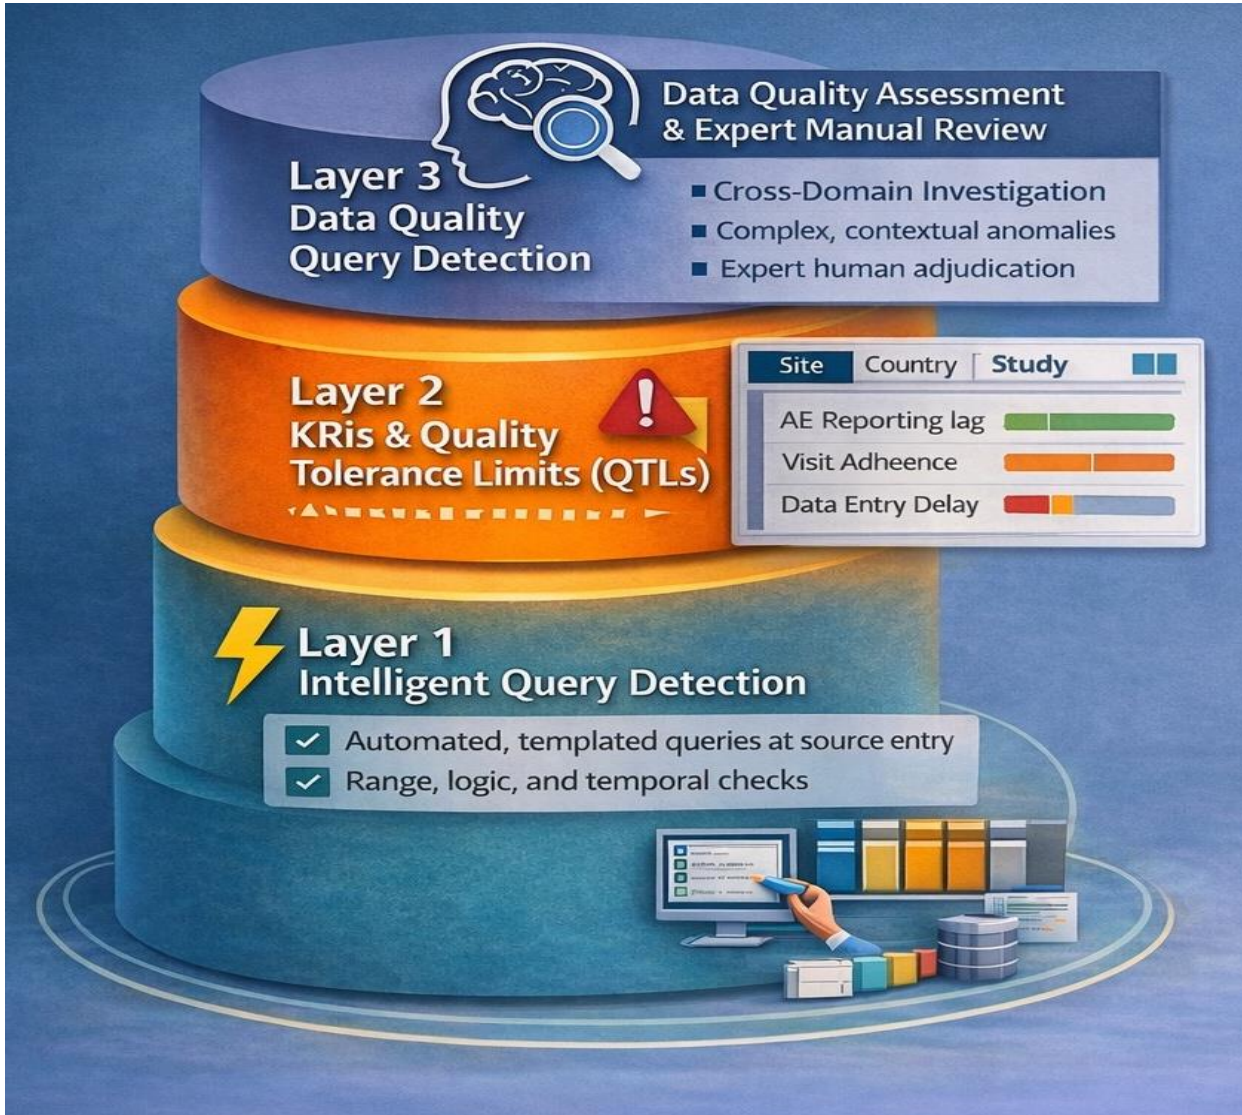 Data Quality Assessment
& Expert Manual Review
Layer 3
Data Quality
Query Detection
Cross-Domain Investigation
Complex, contextual anomalies
Expert human adjudication
Layer 2
KRis & Quality
Tolerance Limits (QTLs)
Site Country Study
AE Reporting lag
Visit Adheence
Data Entry Delay
Layer 1
Intelligent Query Detection
Automated, templated queries at source entry
Range, logic, and temporal checks